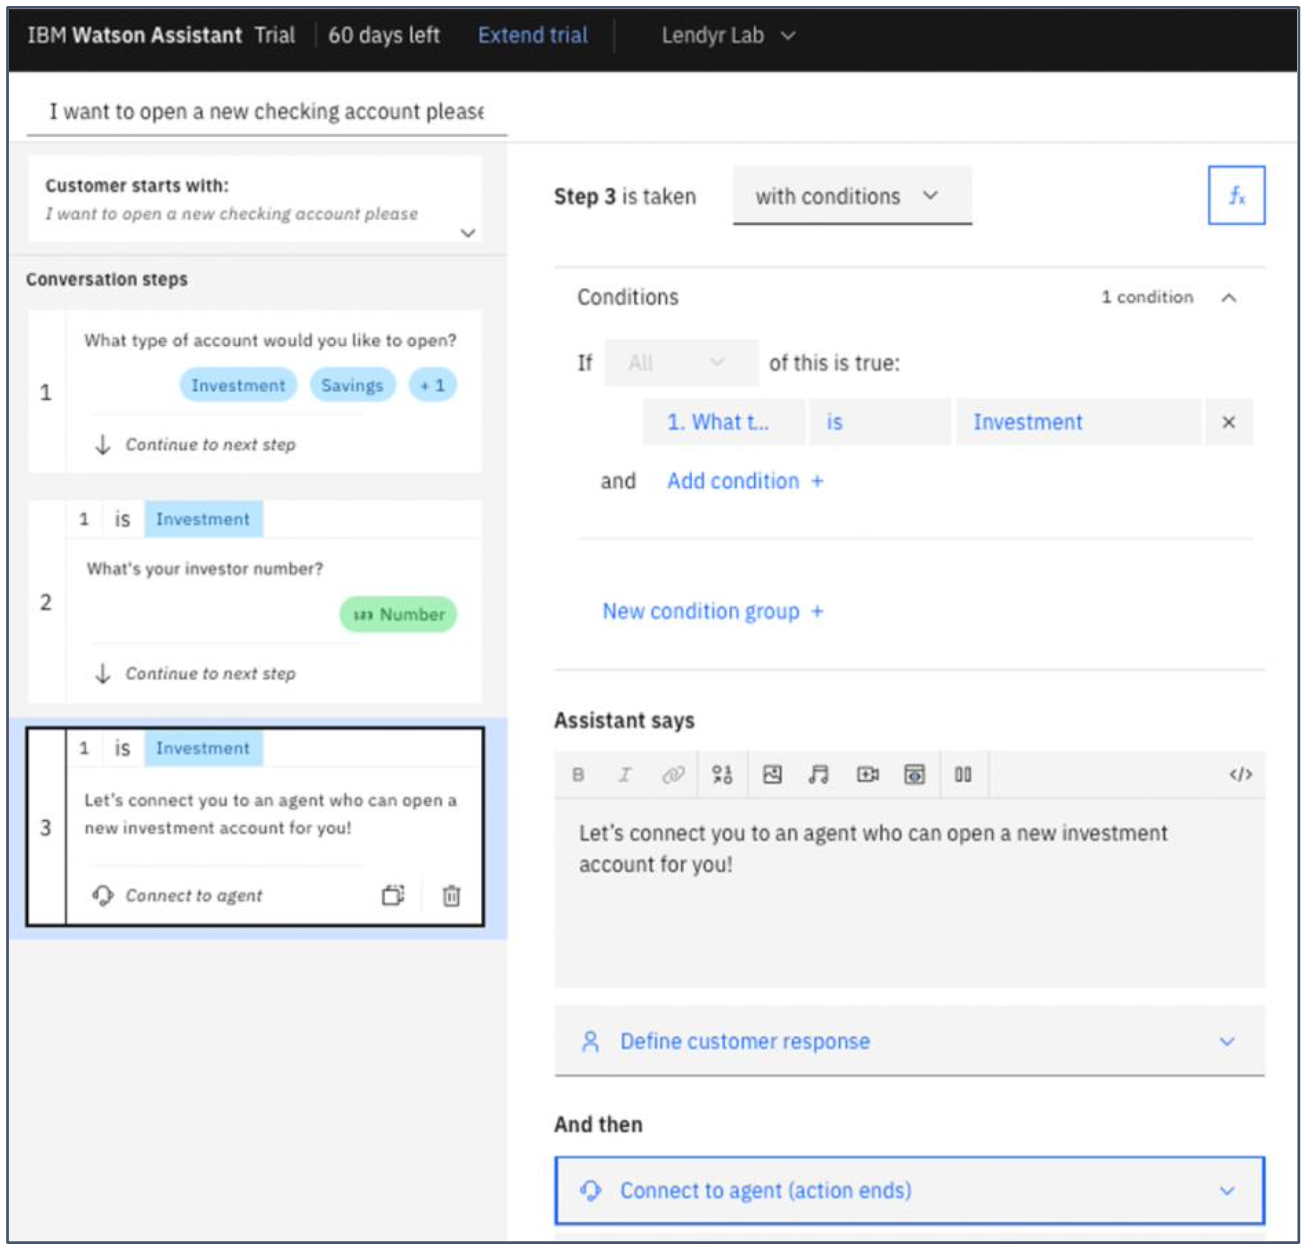 IBM Watson Assistant Trial 60 days left Extend trial Lendyr Lab
I want to open a new checking account please
Customer starts with:
I want to open a new checking account please
Conversation steps
1
What type of account would you like to open?
Investment Savings + 1
Continue to next step
2
1 is Investment
What's your investor number?
123 Number
Continue to next step
3
1 is Investment
Let's connect you to an agent who can open a
new investment account for you!
Connect to agent
Step 3 is taken with conditions fx
Conditions 1 condition
If All of this is true:
1. What t... is Investment ×
and Add condition +
New condition group +
Assistant says
B I </>
Let's connect you to an agent who can open a new investment
account for you!
Define customer response
And then
Connect to agent (action ends)